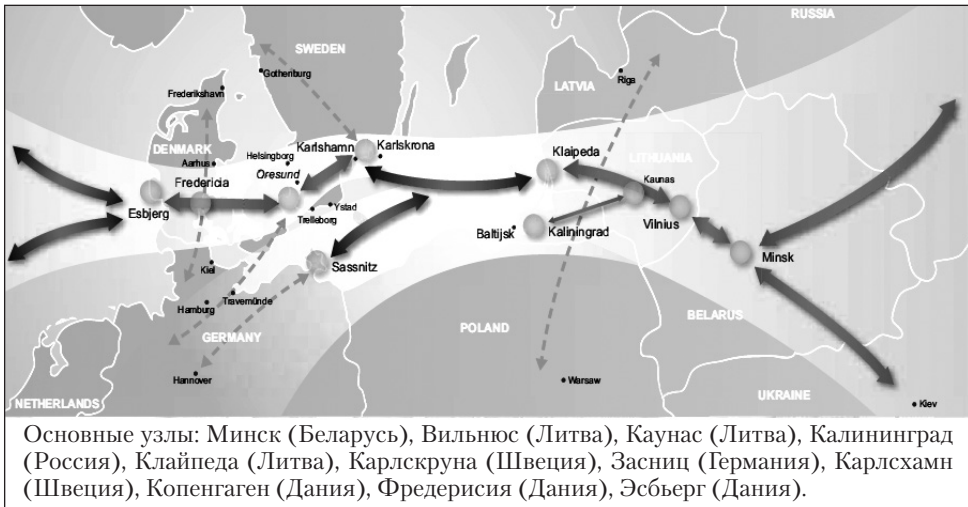 RUSSIA
SWEDEN
Gothenburg
Riga
LATVIA
Frederikshavn
DENMARK
Helsingborg
Karlshamn
Karlskrona
Aarhus
Öresund
Klaipeda
LITHUANIA
Fredericia
Kaunas
Esbjerg
Ystad
Trelleborg
Vilnius
Baltijsk
Kaliningrad
Minsk
Kiel
Sassnitz
Hamburg
Travemünde
BELARUS
GERMANY
POLAND
Hannover
Warsaw
UKRAINE
NETHERLANDS
Kiev
Основные узлы: Минск (Беларусь), Вильнюс (Литва), Каунас (Литва), Калининград
(Россия), Клайпеда (Литва), Карлскруна (Швеция), Засниц (Германия), Карлсхамн
(Швеция), Копенгаген (Дания), Фредерисия (Дания), Эсбьерг (Дания).